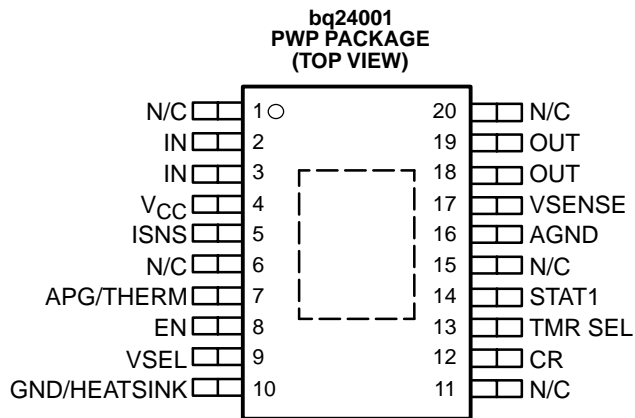 bq24001
PWP PACKAGE
(TOP VIEW)
N/C 1 20 N/C
IN 2 19 OUT
IN 3 18 OUT
VCC 4 17 VSENSE
ISNS 5 16 AGND
N/C 6 15 N/C
APG/THERM 7 14 STAT1
EN 8 13 TMR SEL
VSEL 9 12 CR
GND/HEATSINK 10 11 N/C